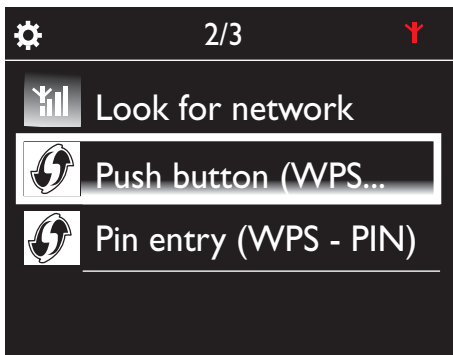 2/3
Look for network
Push button (WPS...
Pin entry (WPS - PIN)